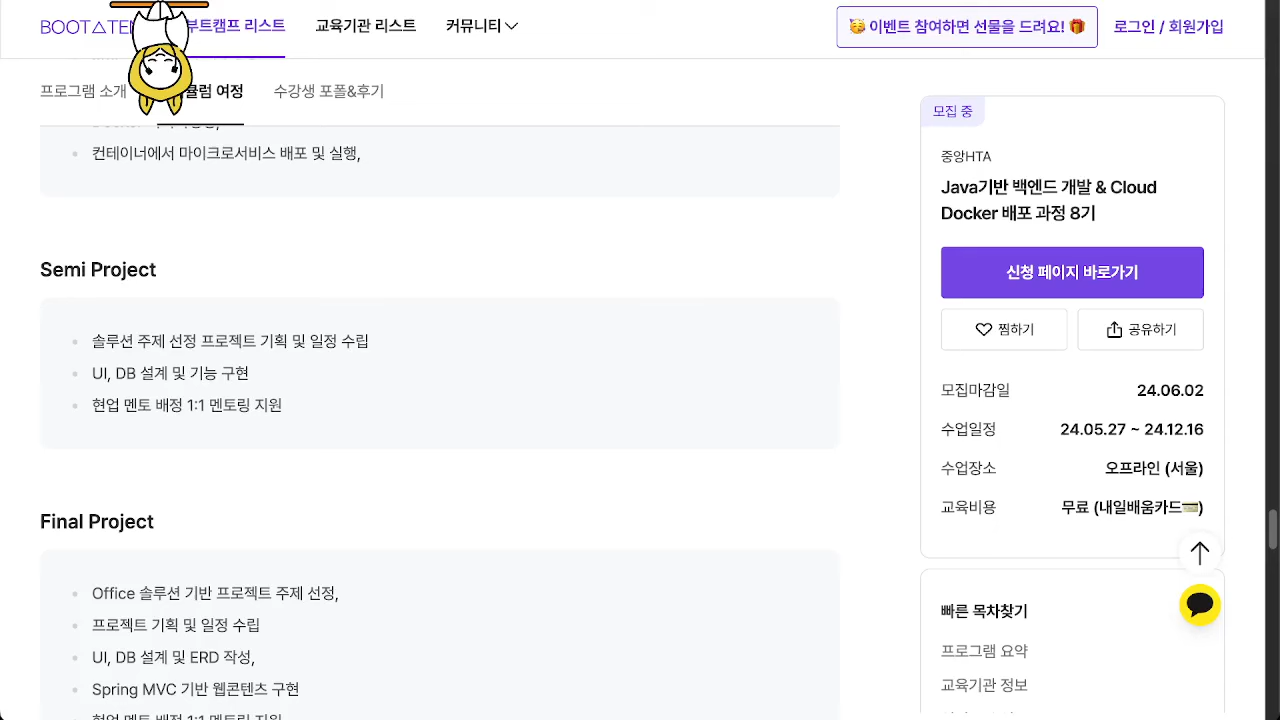 부트캠프 리스트
교육기관 리스트
커뮤니티
🥳 이벤트 참여하면 선물을 드려요! 🎁
로그인 / 회원가입
프로그램 소개
여정
수강생 포폴&후기
컨테이너에서 마이크로서비스 배포 및 실행,
Semi Project
솔루션 주제 선정 프로젝트 기획 및 일정 수립
UI, DB 설계 및 기능 구현
현업 멘토 배정 1:1 멘토링 지원
Final Project
Office 솔루션 기반 프로젝트 주제 선정,
프로젝트 기획 및 일정 수립
UI, DB 설계 및 ERD 작성,
Spring MVC 기반 웹콘텐츠 구현
현업 멘토 배정 1:1 멘토링 지원
모집 중
중앙HTA
Java기반 백엔드 개발 & Cloud
Docker 배포 과정 8기
신청 페이지 바로가기
찜하기
공유하기
모집마감일 24.06.02
수업일정 24.05.27 ~ 24.12.16
수업장소 오프라인 (서울)
교육비용 무료 (내일배움카드💳)
빠른 목차찾기
프로그램 요약
교육기관 정보